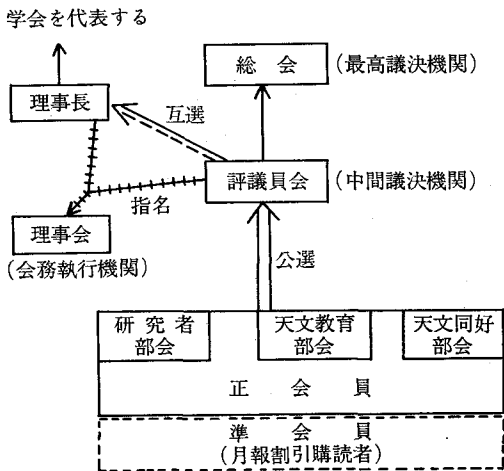 学会を代表する
総 会
(最高議決機関)
理事長
互選
評議員会
(中間議決機関)
指名
理事会
(会務執行機関)
公選
研 究 者
部会
天文教育
部会
天文同好
部会
正 会 員
準 会 員
(月報割引購読者)